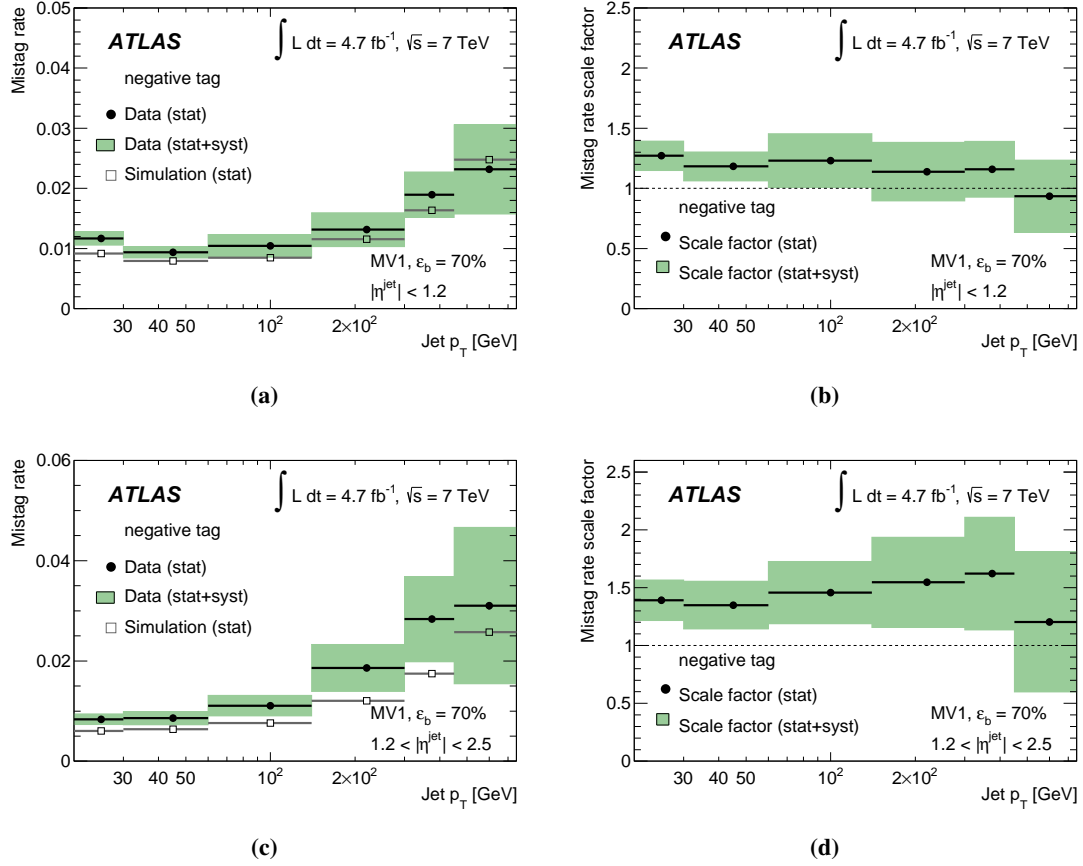 Mistag rate
0.05
0.04
0.03
0.02
0.01
0
ATLAS
∫ L dt = 4.7 fb⁻¹, √s = 7 TeV
negative tag
Data (stat)
Data (stat+syst)
Simulation (stat)
MV1, ε_b = 70%
|η^jet| < 1.2
30 40 50 10² 2×10²
Jet p_T [GeV]
(a)
Mistag rate scale factor
2.5
2
1.5
1
0.5
0
ATLAS
∫ L dt = 4.7 fb⁻¹, √s = 7 TeV
negative tag
Scale factor (stat)
Scale factor (stat+syst)
MV1, ε_b = 70%
|η^jet| < 1.2
30 40 50 10² 2×10²
Jet p_T [GeV]
(b)
Mistag rate
0.06
0.04
0.02
0
ATLAS
∫ L dt = 4.7 fb⁻¹, √s = 7 TeV
negative tag
Data (stat)
Data (stat+syst)
Simulation (stat)
MV1, ε_b = 70%
1.2 < |η^jet| < 2.5
30 40 50 10² 2×10²
Jet p_T [GeV]
(c)
Mistag rate scale factor
2.5
2
1.5
1
0.5
0
ATLAS
∫ L dt = 4.7 fb⁻¹, √s = 7 TeV
negative tag
Scale factor (stat)
Scale factor (stat+syst)
MV1, ε_b = 70%
1.2 < |η^jet| < 2.5
30 40 50 10² 2×10²
Jet p_T [GeV]
(d)